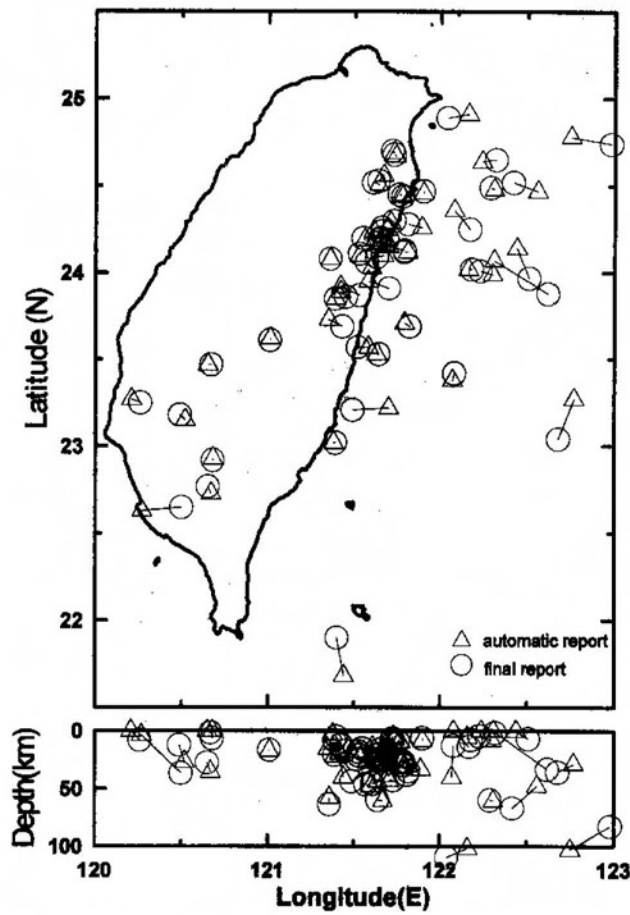 25
24
23
22
Latitude (N)
automatic report
final report
0
50
100
Depth(km)
120
121
122
123
Longitude(E)